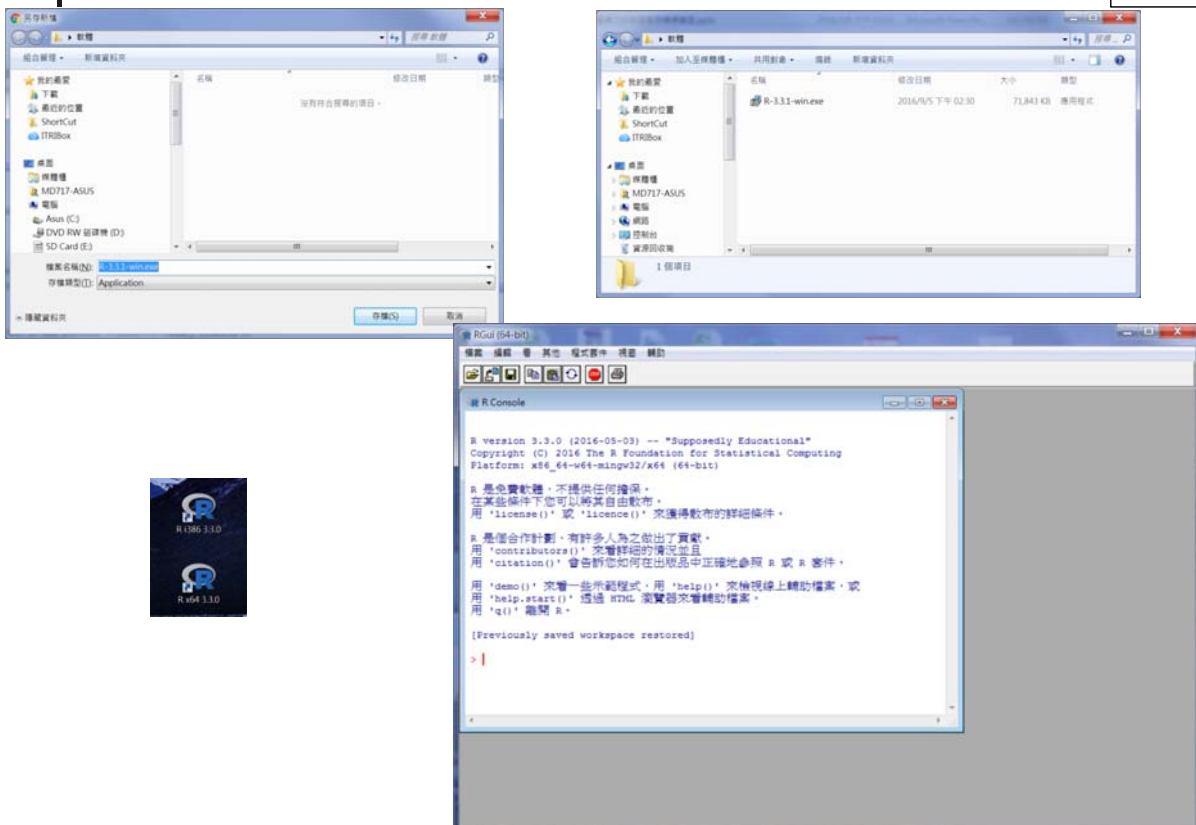 另存新檔
軟體
搜尋 軟體
組合管理
新增資料夾
我的最愛
下載
最近的位置
ShortCut
ITRIBox
桌面
媒體櫃
MD717-ASUS
電腦
Asus (C:)
DVD RW 磁碟機 (D:)
SD Card (E:)
名稱
修改日期
類型
沒有符合搜尋的項目。
檔案名稱(N): R-3.3.1-win.exe
存檔類型(T): Application
隱藏資料夾
存檔(S)
取消
軟體
組合管理
加入至媒體櫃
共用對象
燒錄
新增資料夾
我的最愛
下載
最近的位置
ShortCut
ITRIBox
桌面
媒體櫃
MD717-ASUS
電腦
網路
控制台
資源回收筒
名稱
修改日期
大小
類型
R-3.3.1-win.exe
2016/9/5 下午 02:30
71,843 KB
應用程式
1 個項目
R i386 3.3.0
R x64 3.3.0
RGui (64-bit)
檔案 編輯 看 其他 程式套件 視窗 輔助
R Console
R version 3.3.0 (2016-05-03) -- "Supposedly Educational"
Copyright (C) 2016 The R Foundation for Statistical Computing
Platform: x86_64-w64-mingw32/x64 (64-bit)
R 是免費軟體,不提供任何擔保。
在某些條件下您可以將其自由散布。
用 'license()' 或 'licence()' 來獲得散布的詳細條件。
R 是個合作計劃,有許多人為之做出了貢獻。
用 'contributors()' 來看詳細的情況並且
用 'citation()' 會告訴您如何在出版品中正確地參照 R 或 R 套件。
用 'demo()' 來看一些示範程式,用 'help()' 來檢視線上輔助檔案,或
用 'help.start()' 透過 HTML 瀏覽器來看輔助檔案。
用 'q()' 離開 R。
[Previously saved workspace restored]
>